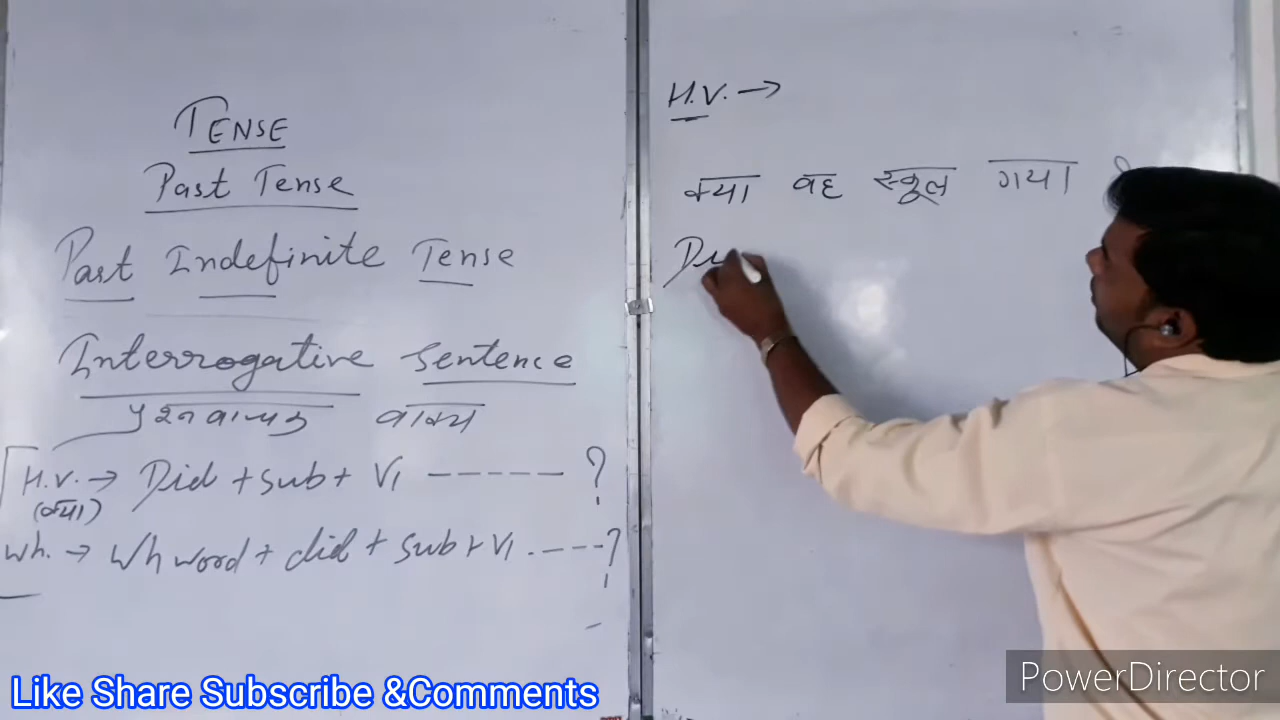 TENSE
Past Tense
Past Indefinite Tense
Interrogative Sentence
प्रश्नवाचक वाक्य
H.V. → Did + sub + V1 ------ ?
(क्या)
Wh. → Wh word + did + sub + V1 . --- ?
H.V. →
क्या वह स्कूल गया
Di
Like Share Subscribe &Comments
PowerDirector